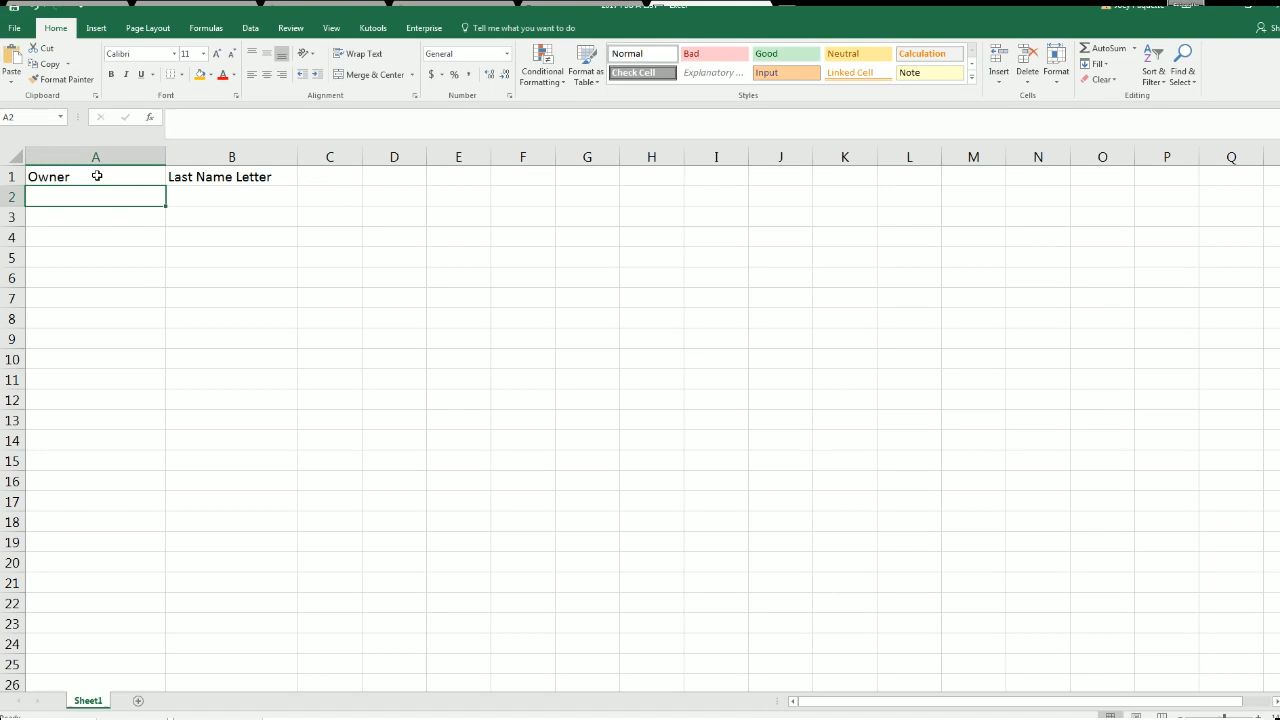 File Home Insert Page Layout Formulas Data Review View Kutools Enterprise Tell me what you want to do
Paste
Cut
Copy
Format Painter
Clipboard
Calibri 11
B I U
Font
Wrap Text
Merge & Center
Alignment
General
$ % ,
Number
Conditional Formatting
Format as Table
Normal Bad Good Neutral Calculation
Check Cell Explanatory ... Input Linked Cell Note
Styles
Insert Delete Format
Cells
AutoSum
Fill
Clear
Sort & Filter
Find & Select
Editing
A2 fx
A B C D E F G H I J K L M N O P Q
1 Owner Last Name Letter
2
3
4
5
6
7
8
9
10
11
12
13
14
15
16
17
18
19
20
21
22
23
24
25
26
Sheet1